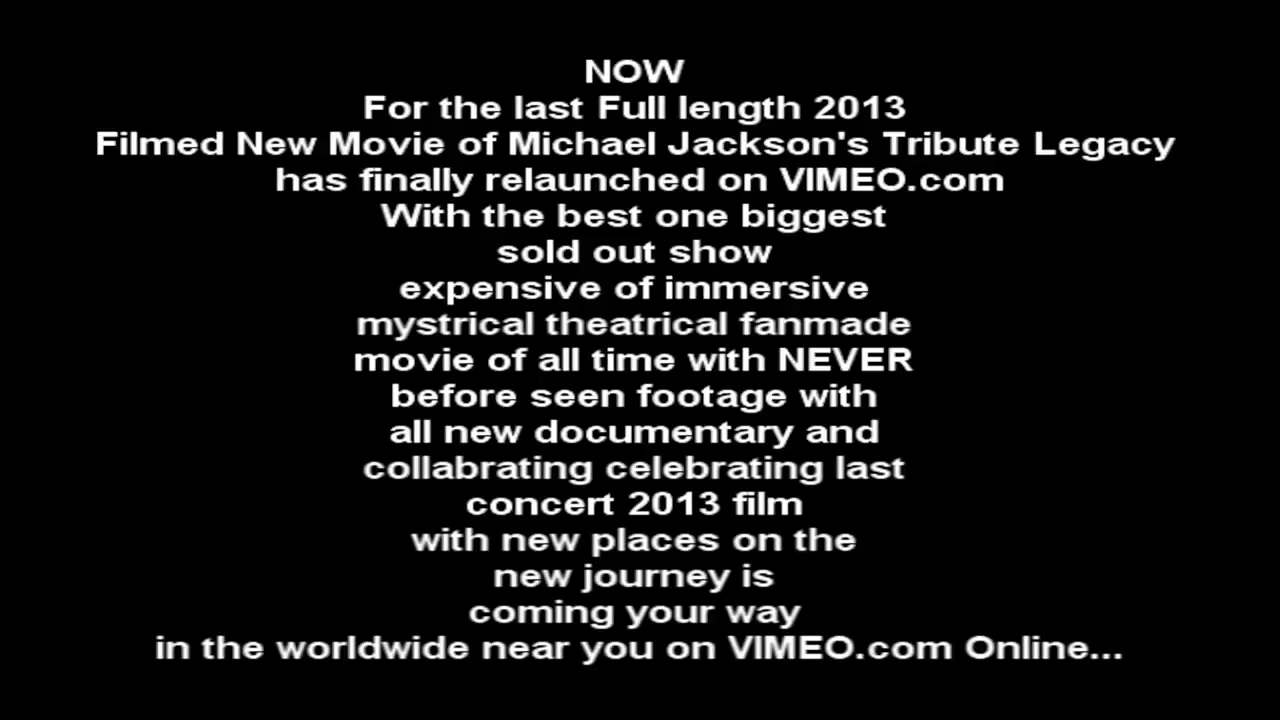 NOW
For the last Full length 2013
Filmed New Movie of Michael Jackson's Tribute Legacy
has finally relaunched on VIMEO.com
With the best one biggest
sold out show
expensive of immersive
mystrical theatrical fanmade
movie of all time with NEVER
before seen footage with
all new documentary and
collabrating celebrating last
concert 2013 film
with new places on the
new journey is
coming your way
in the worldwide near you on VIMEO.com Online...